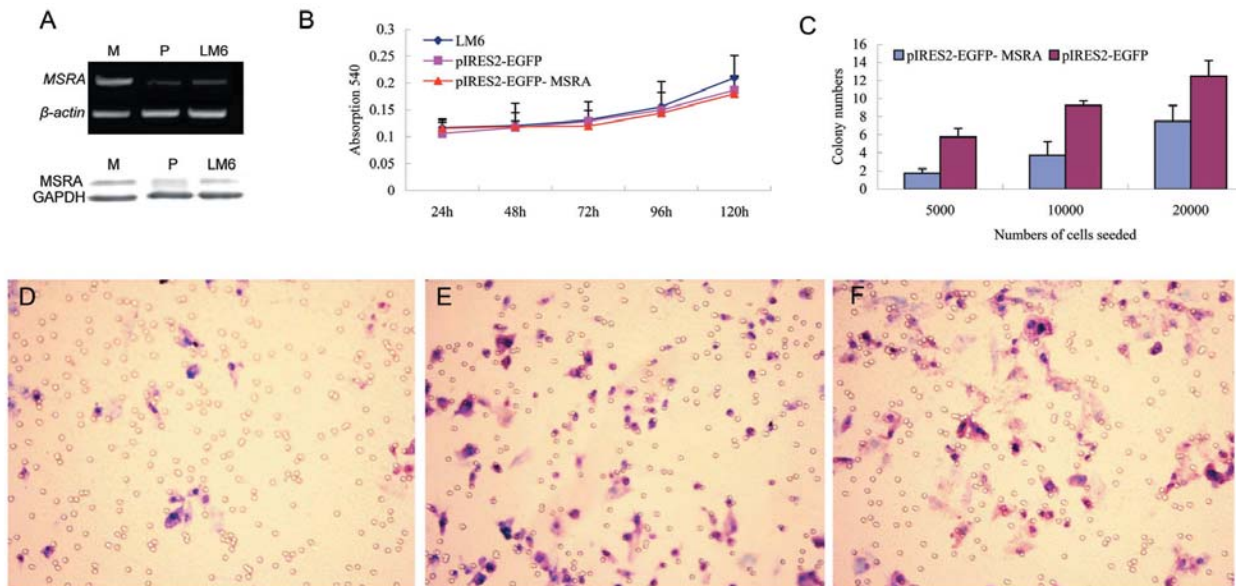 A
M P LM6
MSRA
β-actin
M P LM6
MSRA
GAPDH
B
0.3
0.25
0.2
0.15
0.1
0.05
0
Absorption 540
LM6
pIRES2-EGFP
pIRES2-EGFP- MSRA
24h 48h 72h 96h 120h
C
16
14
12
10
8
6
4
2
0
Colony numbers
pIRES2-EGFP- MSRA pIRES2-EGFP
5000 10000 20000
Numbers of cells seeded
D
E
F